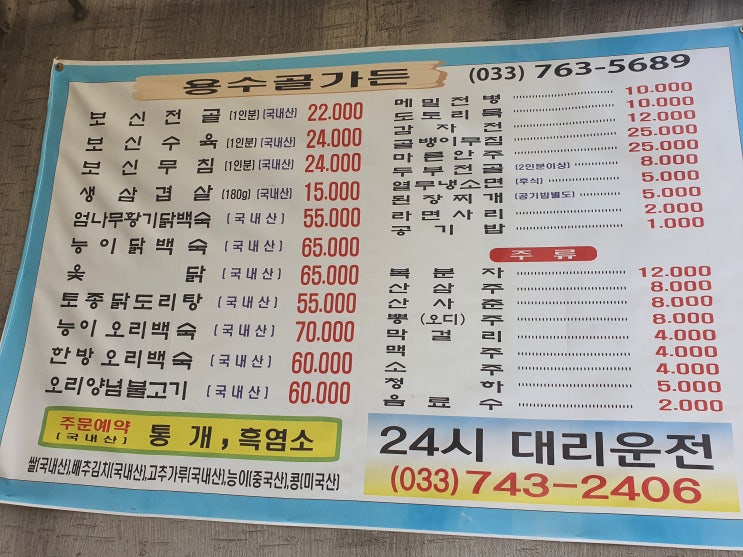 용수골가든
(033) 763-5689
보신전골 (1인분) (국내산) 22.000
보신수육 (1인분) (국내산) 24.000
보신무침 (1인분) (국내산) 24.000
생삼겹살 (180g) (국내산) 15.000
엄나무황기닭백숙 (국내산) 55.000
능이닭백숙 (국내산) 65.000
옻닭 (국내산) 65.000
토종닭도리탕 (국내산) 55.000
능이오리백숙 (국내산) 70.000
한방오리백숙 (국내산) 60.000
오리양념불고기 (국내산) 60.000
주문예약
(국내산)
통개, 흑염소
쌀(국내산),배추김치(국내산),고추가루(국내산),능이(중국산),콩(미국산)
메밀전병 10.000
도토리묵 10.000
감자전 12.000
골뱅이무침 25.000
마른안주 25.000
두부전골 (2인분이상) 8.000
열무냉소면 (후식) 5.000
된장찌개 (공기밥별도) 5.000
라면사리 2.000
공기밥 1.000
주류
복분자 12.000
산삼주 8.000
산사춘 8.000
뽕(오디)주 8.000
막걸리 4.000
맥주 4.000
소주 4.000
청하 5.000
음료수 2.000
24시 대리운전
(033) 743-2406